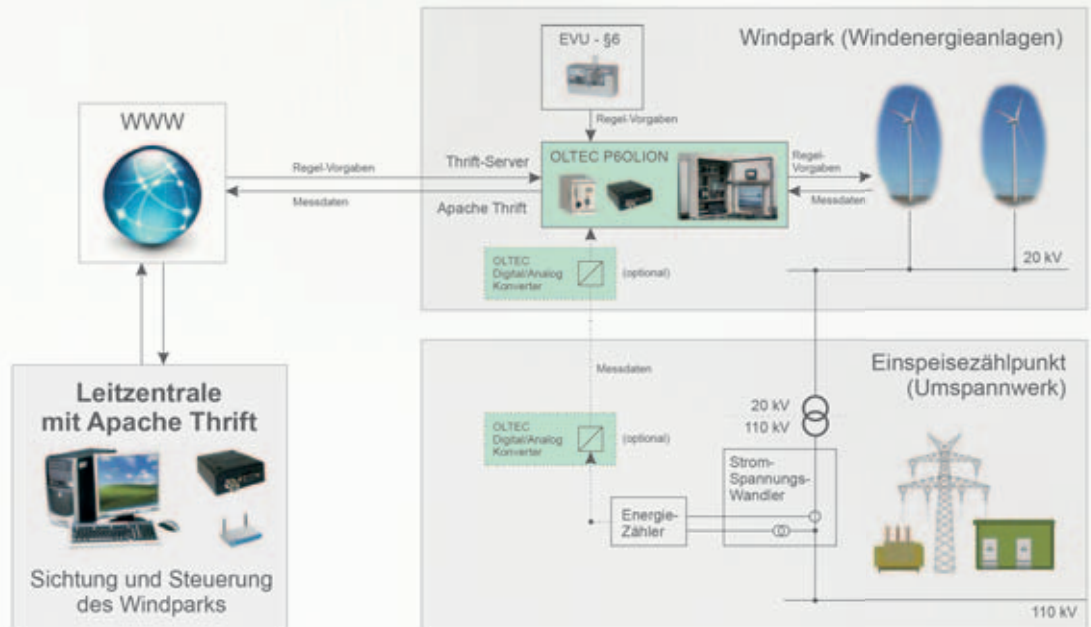 EVU - §6
Windpark (Windenergieanlagen)
WWW
Regel-Vorgaben
Regel-Vorgaben
Thrift-Server
OLTEC P6OLION
Regel-
Vorgaben
Messdaten
Apache Thrift
Messdaten
OLTEC
Digital/Analog
Konverter
(optional)
20 kV
Leitzentrale
mit Apache Thrift
Sichtung und Steuerung
des Windparks
Einspeisezählpunkt
(Umspannwerk)
Messdaten
20 kV
110 kV
OLTEC
Digital/Analog
Konverter
(optional)
Strom-
Spannungs-
Wandler
Energie-
Zähler
110 kV